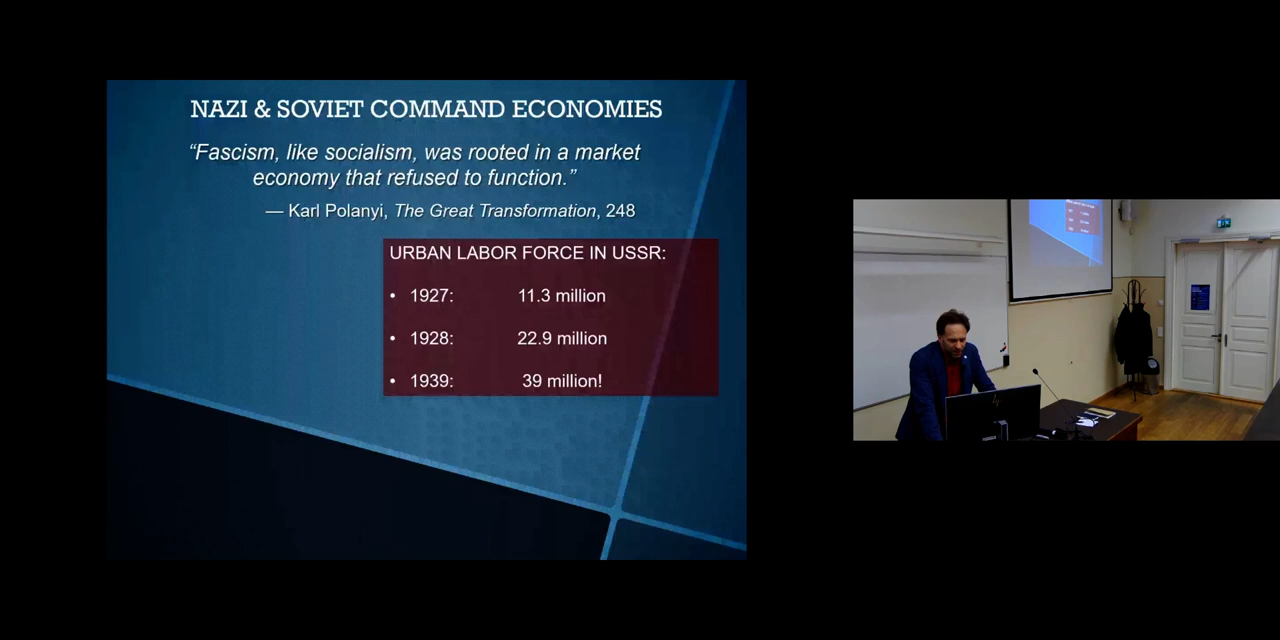 NAZI & SOVIET COMMAND ECONOMIES
“Fascism, like socialism, was rooted in a market
economy that refused to function.”
— Karl Polanyi, The Great Transformation, 248
URBAN LABOR FORCE IN USSR:
• 1927: 11.3 million
• 1928: 22.9 million
• 1939: 39 million!